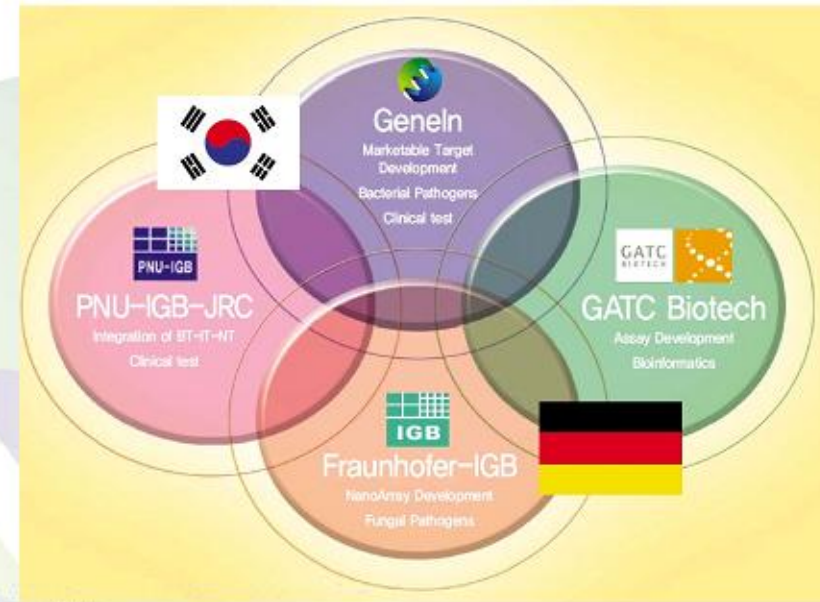 GeneIn
Marketable Target
Development
Bacterial Pathogens
Clinical test
PNU-IGB
PNU-IGB-JRC
Integration of BT-IT-NT
Clinical test
GATC
BIOTECH
GATC Biotech
Assay Development
Bioinformatics
IGB
Fraunhofer-IGB
NanoArray Development
Fungal Pathogens